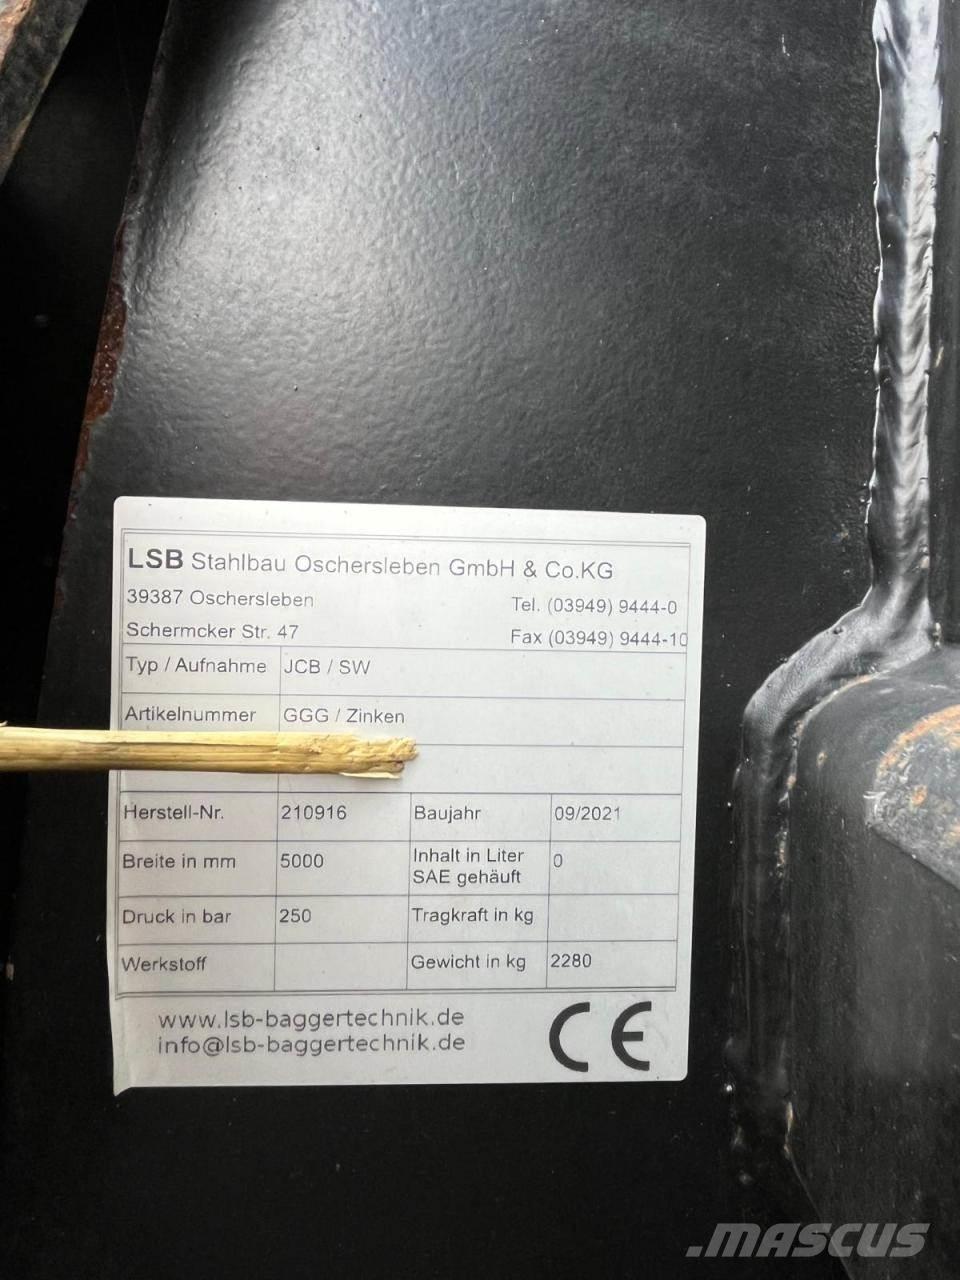 LSB Stahlbau Oschersleben GmbH & Co.KG
39387 Oschersleben Tel. (03949) 9444-0
Schermcker Str. 47 Fax (03949) 9444-10
Typ / Aufnahme JCB / SW
Artikelnummer GGG / Zinken
Herstell-Nr. 210916 Baujahr 09/2021
Breite in mm 5000 Inhalt in Liter SAE gehäuft 0
Druck in bar 250 Tragkraft in kg
Werkstoff Gewicht in kg 2280
www.lsb-baggertechnik.de
info@lsb-baggertechnik.de
CE
.MASCUS